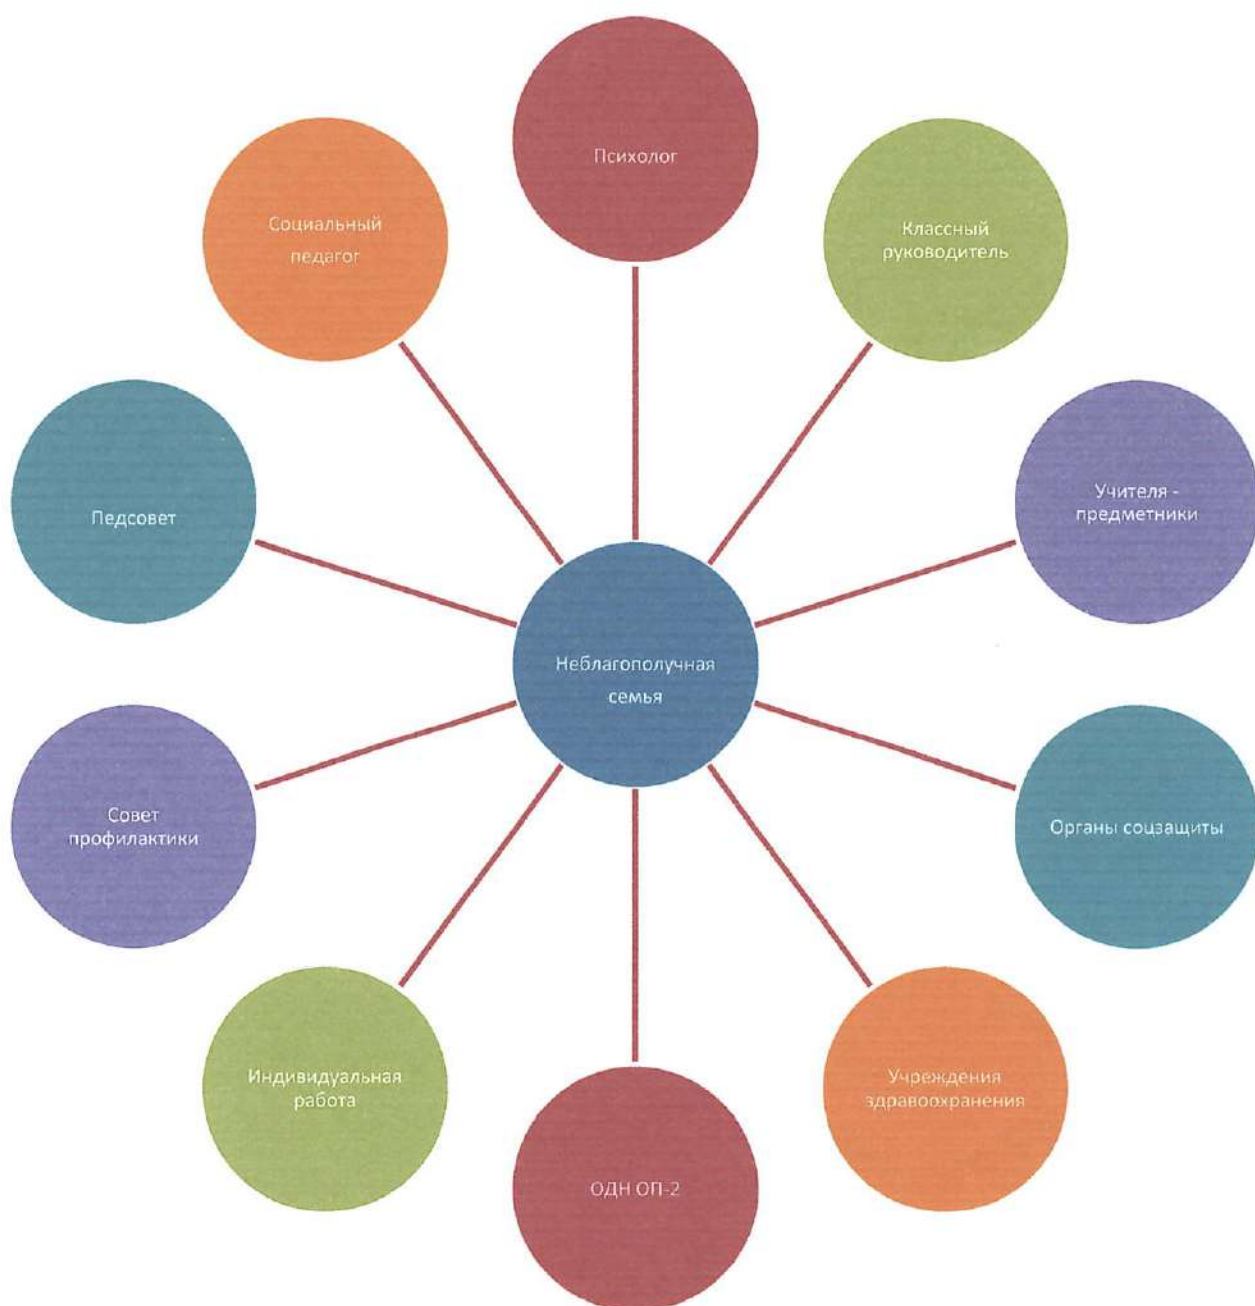 Психолог
Социальный
педагог
Классный
руководитель
Педсовет
Учителя -
предметники
Неблагополучная
семья
Совет
профилактики
Органы соцзащиты
Индивидуальная
работа
Учреждения
здравоохранения
ОДН ОП-2